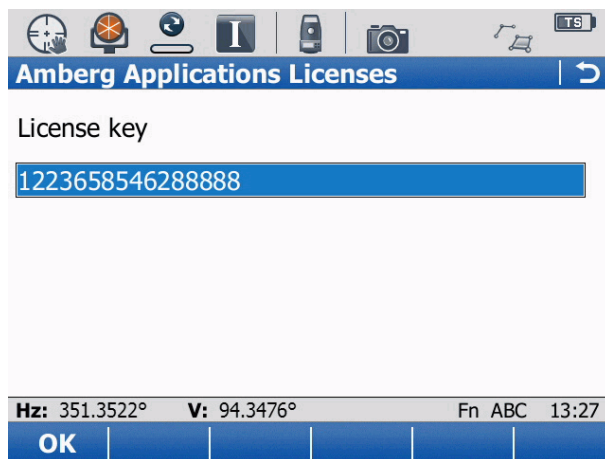 I
TS
Amberg Applications Licenses
License key
1223658546288888
Hz: 351.3522° V: 94.3476° Fn ABC 13:27
OK